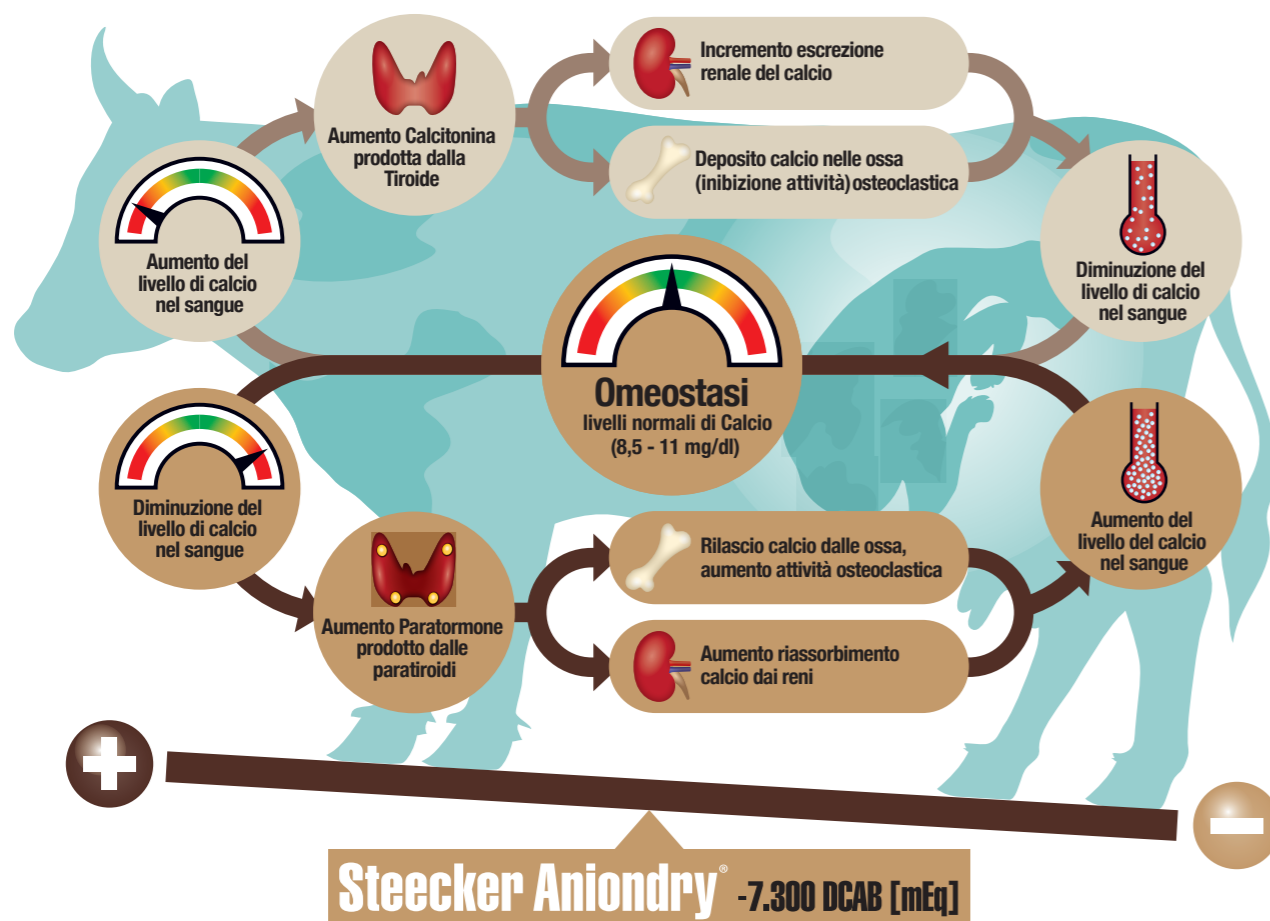 Incremento escrezione
renale del calcio
Aumento Calcitonina
prodotta dalla
Tiroide
Deposito calcio nelle ossa
(inibizione attività) osteoclastica
Aumento del
livello di calcio
nel sangue
Diminuzione del
livello di calcio
nel sangue
Omeostasi
livelli normali di Calcio
(8,5 - 11 mg/dl)
Diminuzione del
livello di calcio
nel sangue
Aumento del
livello del calcio
nel sangue
Rilascio calcio dalle ossa,
aumento attività osteoclastica
Aumento Paratormone
prodotto dalle
paratiroidi
Aumento riassorbimento
calcio dai reni
+
−
Steecker Aniondry® -7.300 DCAB [mEq]